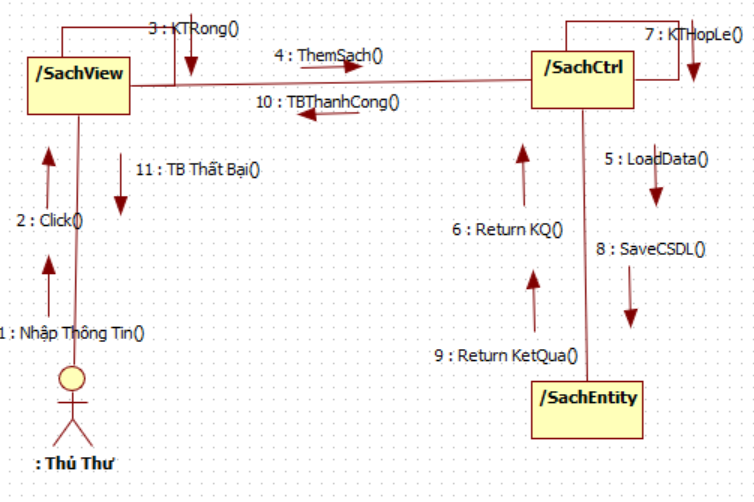 3 : KTRong()
7 : KTHopLe()
4 : ThemSach()
/SachView
/SachCtrl
10 : TBThanhCong()
11 : TB Thất Bại()
5 : LoadData()
2 : Click()
6 : Return KQ()
8 : SaveCSDL()
1 : Nhập Thông Tin()
9 : Return KetQua()
/SachEntity
: Thủ Thư